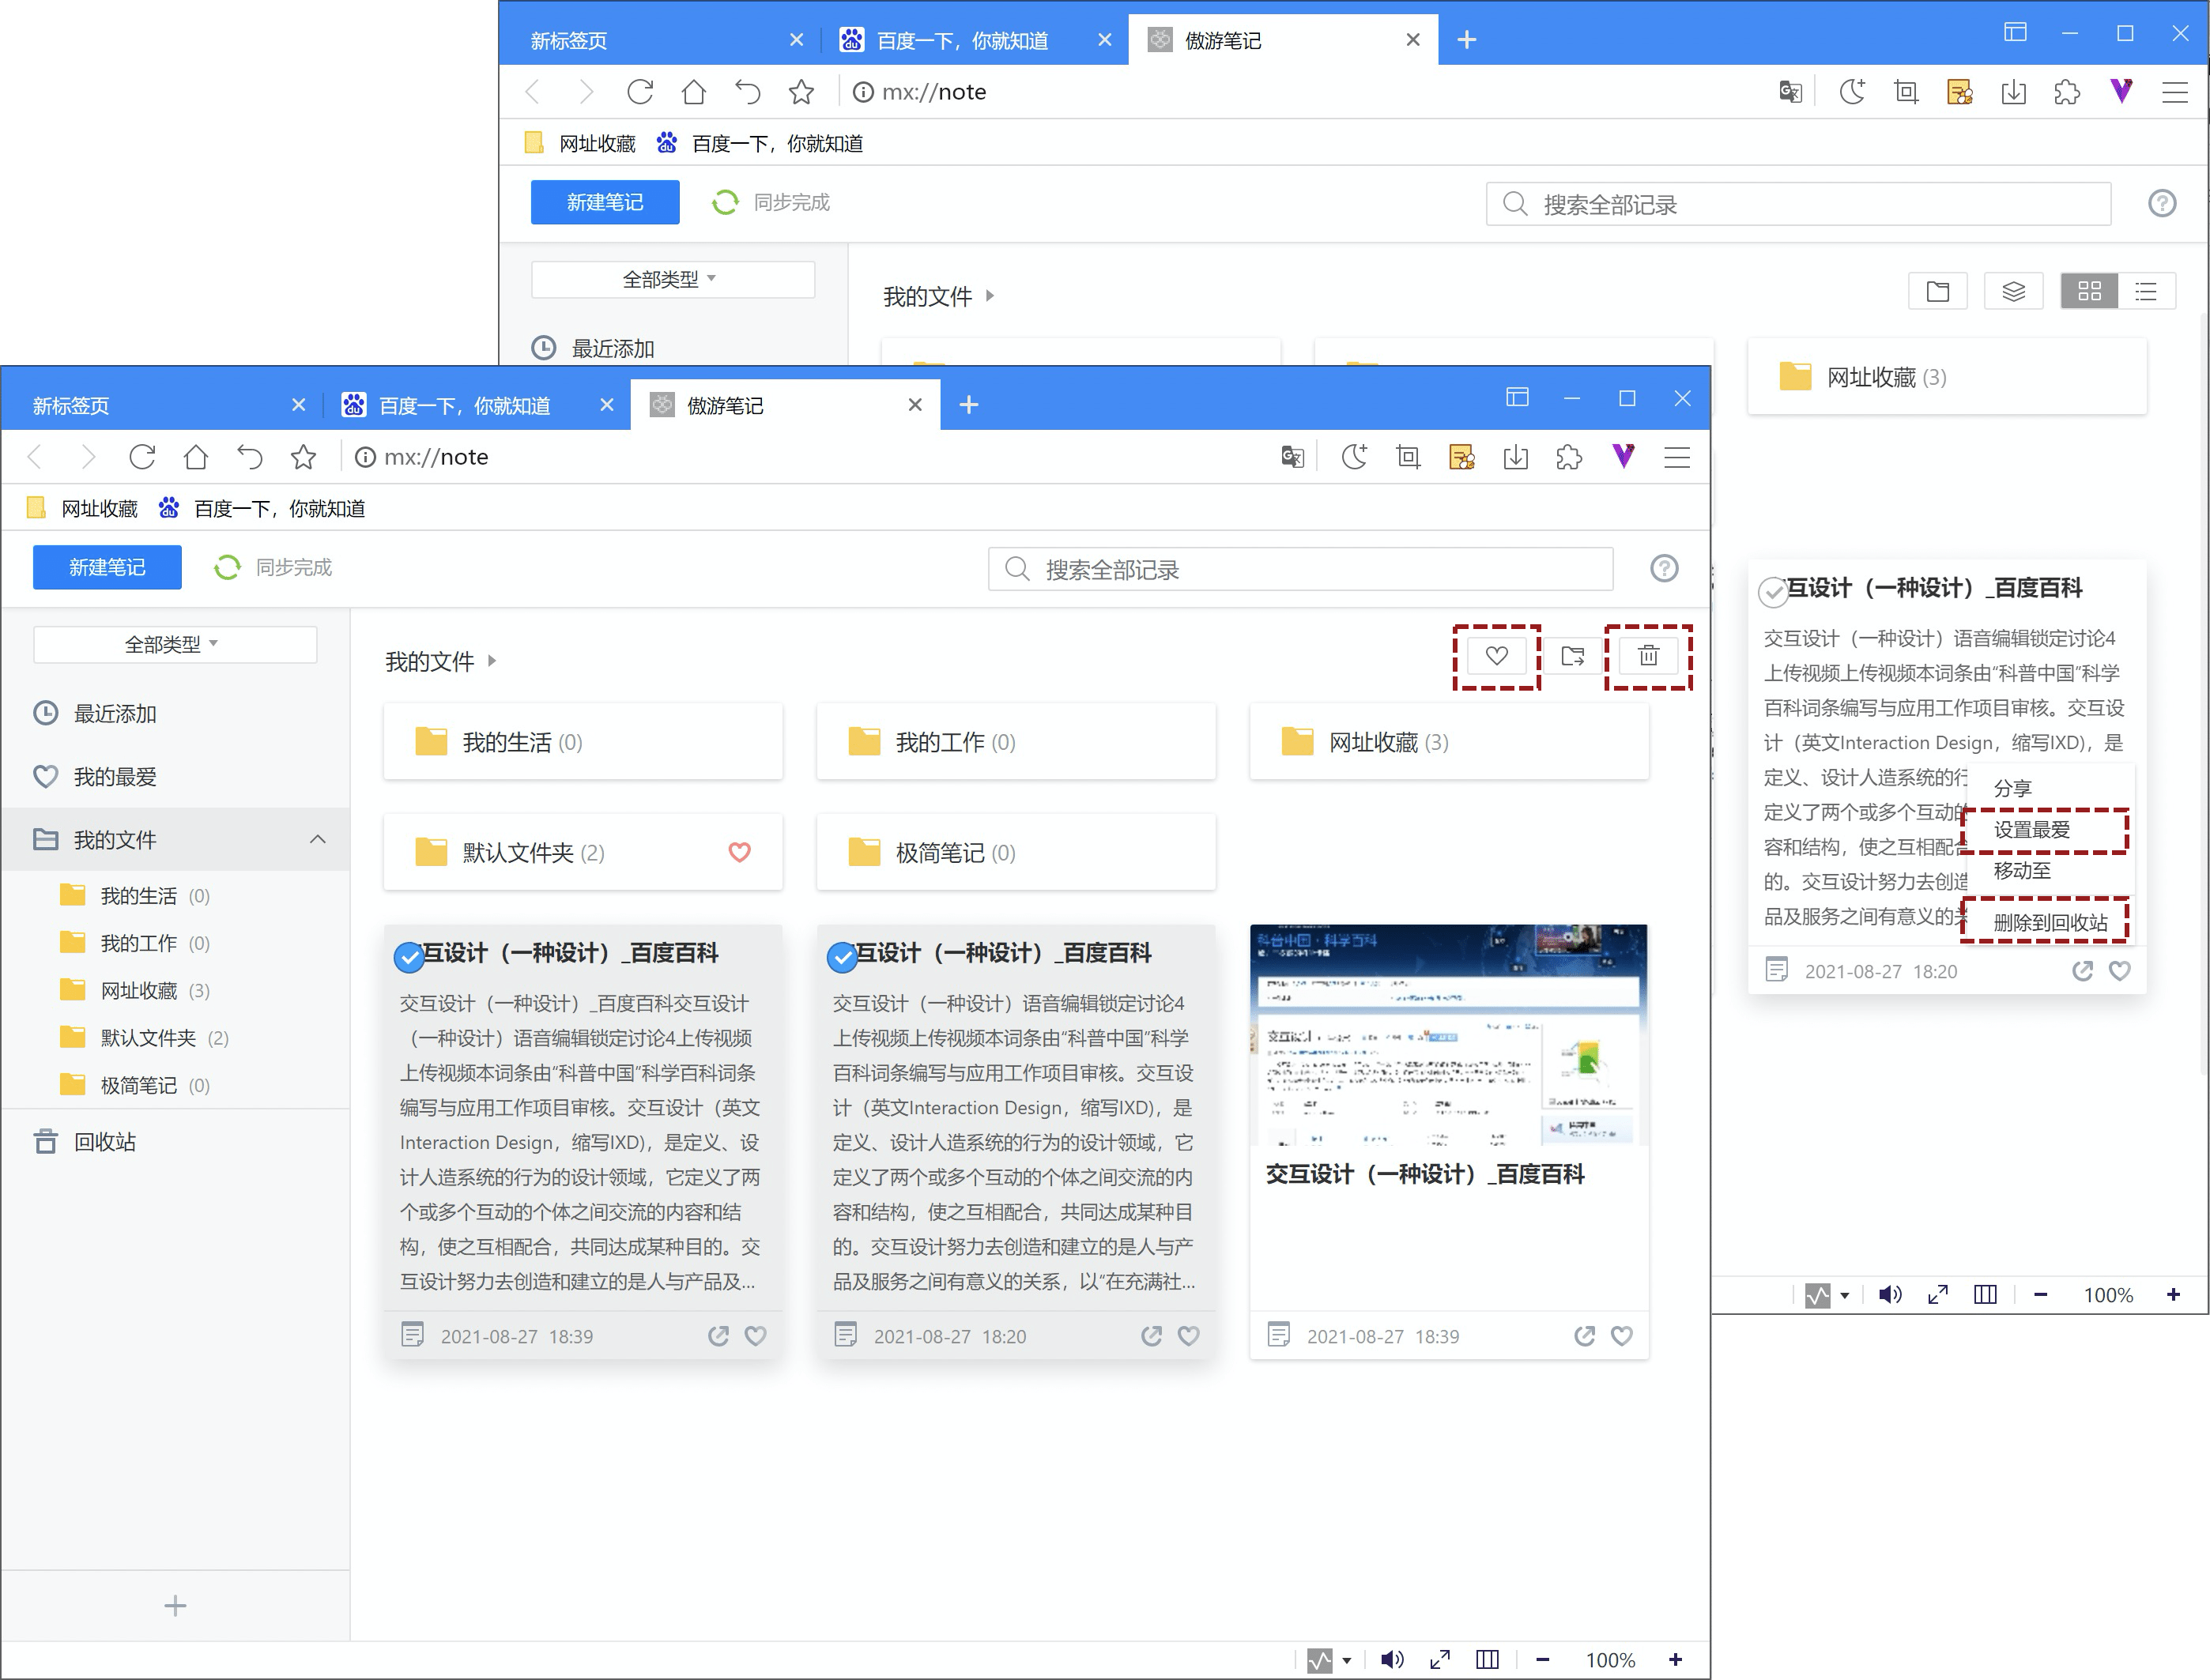 新标签页
百度一下，你就知道
傲游笔记
mx://note
网址收藏
百度一下，你就知道
新建笔记
同步完成
搜索全部记录
全部类型
我的文件
最近添加
网址收藏 (3)
互设计（一种设计）_百度百科
交互设计（一种设计）语音编辑锁定讨论4
上传视频上传视频本词条由“科普中国”科学
百科词条编写与应用工作项目审核。交互设
计（英文Interaction Design，缩写IXD)，是
定义、设计人造系统的行
定义了两个或多个互动的
容和结构，使之互相配合
的。交互设计努力去创造
品及服务之间有意义的关
分享
设置最爱
移动至
删除到回收站
2021-08-27 18:20
100%
新标签页
百度一下，你就知道
傲游笔记
mx://note
网址收藏
百度一下，你就知道
新建笔记
同步完成
搜索全部记录
全部类型
最近添加
我的最爱
我的文件
我的生活 (0)
我的工作 (0)
网址收藏 (3)
默认文件夹 (2)
极简笔记 (0)
回收站
我的文件
我的生活 (0)
我的工作 (0)
网址收藏 (3)
默认文件夹 (2)
极简笔记 (0)
互设计（一种设计）_百度百科
交互设计（一种设计）_百度百科交互设计
（一种设计）语音编辑锁定讨论4上传视频
上传视频本词条由“科普中国”科学百科词条
编写与应用工作项目审核。交互设计（英文
Interaction Design，缩写IXD)，是定义、设
计人造系统的行为的设计领域，它定义了两
个或多个互动的个体之间交流的内容和结
构，使之互相配合，共同达成某种目的。交
互设计努力去创造和建立的是人与产品及...
2021-08-27 18:39
互设计（一种设计）_百度百科
交互设计（一种设计）语音编辑锁定讨论4
上传视频上传视频本词条由“科普中国”科学
百科词条编写与应用工作项目审核。交互设
计（英文Interaction Design，缩写IXD)，是
定义、设计人造系统的行为的设计领域，它
定义了两个或多个互动的个体之间交流的内
容和结构，使之互相配合，共同达成某种目
的。交互设计努力去创造和建立的是人与产
品及服务之间有意义的关系，以“在充满社...
2021-08-27 18:20
科普中国·科学百科
交互设计
交互设计（一种设计）_百度百科
2021-08-27 18:39
100%